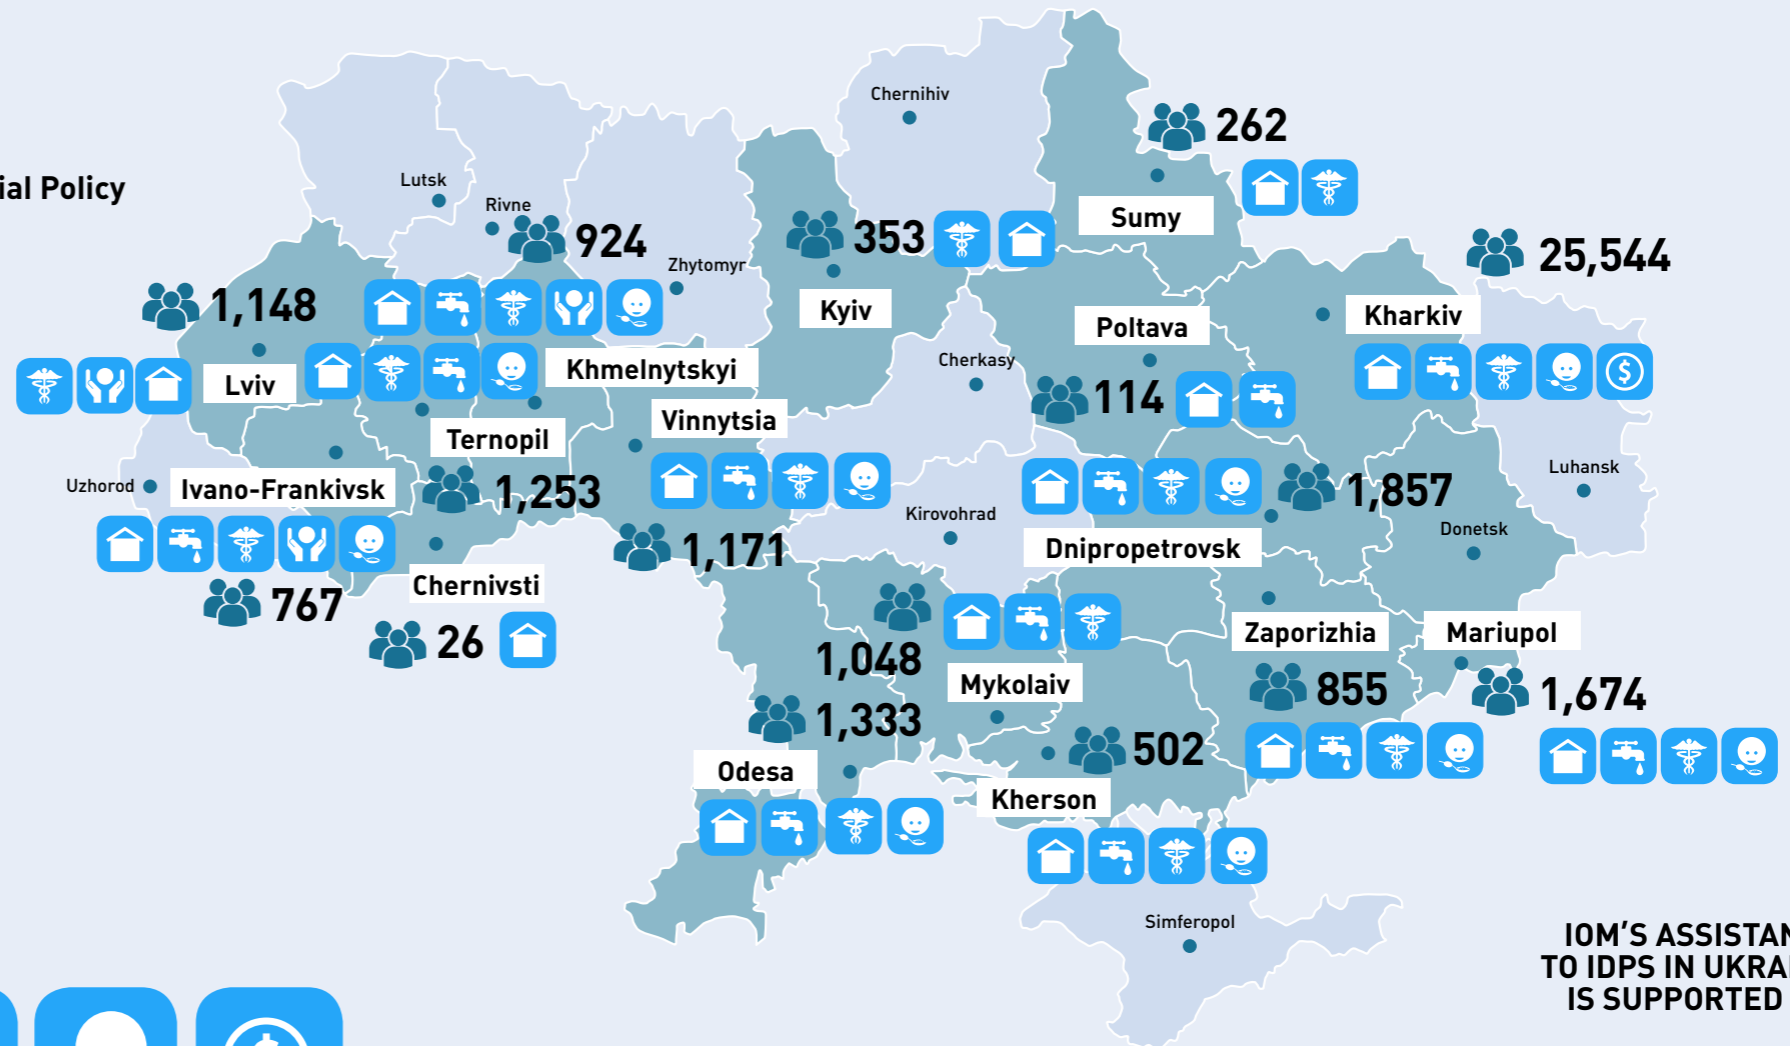 Chernihiv
262
ial Policy
Lutsk
Rivne
Sumy
924
353
25,544
Zhytomyr
1,148
Kyiv
Kharkiv
Poltava
Cherkasy
Khmelnytskyi
Lviv
114
Vinnytsia
Ternopil
Luhansk
Uzhorod
Ivano-Frankivsk
1,253
1,857
Kirovohrad
Donetsk
1,171
Dnipropetrovsk
Chernivsti
767
26
Zaporizhia
Mariupol
1,048
Mykolaiv
855
1,674
1,333
502
Odesa
Kherson
$
Simferopol
IOM'S ASSISTAN
TO IDPS IN UKRAI
IS SUPPORTED